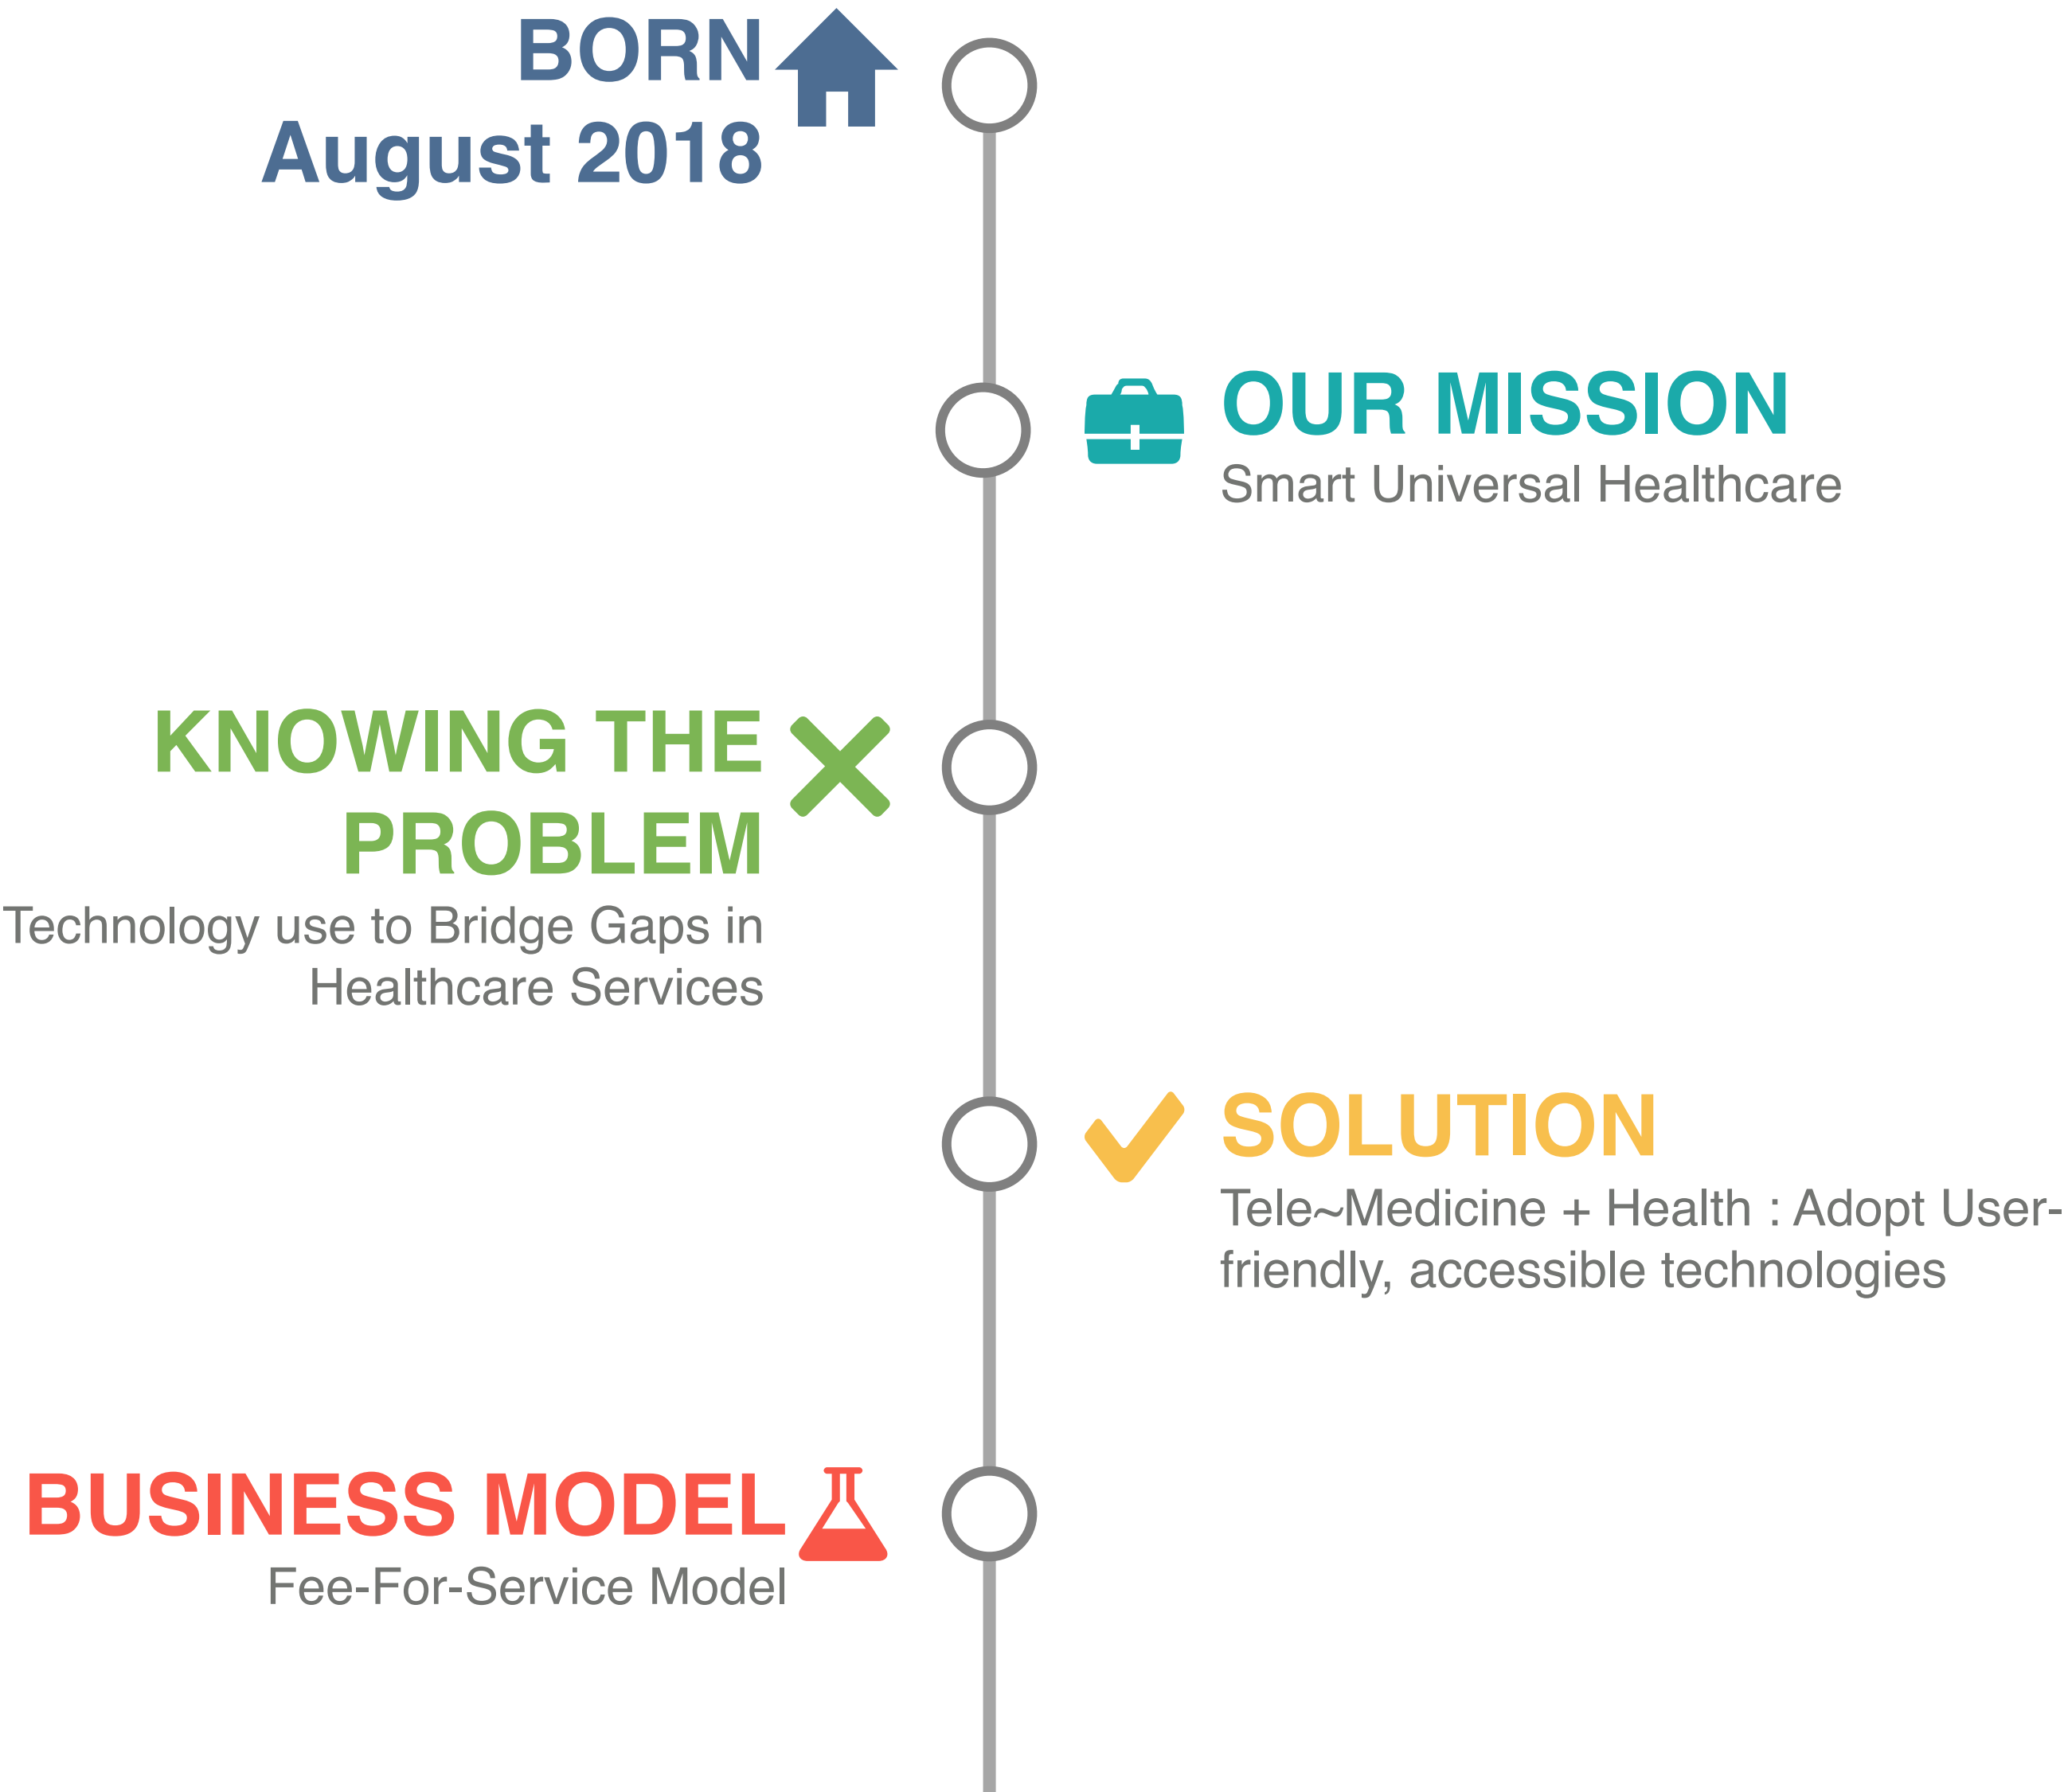 BORN
August 2018
OUR MISSION
Smart Universal Healthcare
KNOWING THE
PROBLEM
Technology use to Bridge Gaps in
Healthcare Services
SOLUTION
Tele~Medicine + Health : Adopt User-
friendly, accessible technologies
BUSINESS MODEL
Fee-For-Service Model